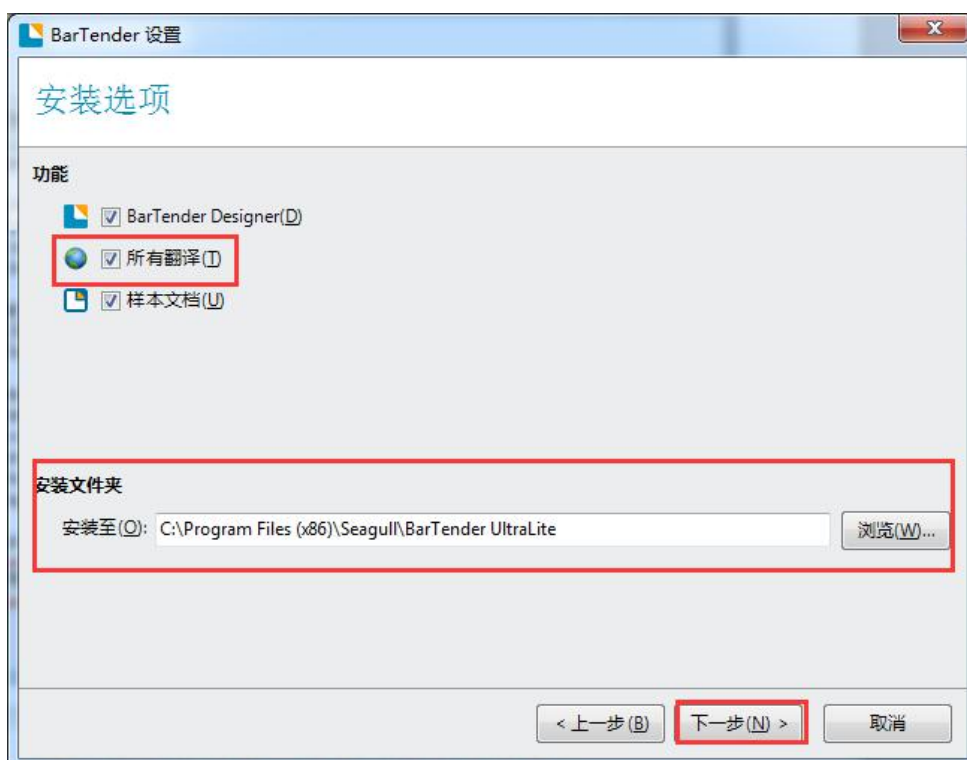 BarTender 设置
安装选项
功能
BarTender Designer(D)
所有翻译(T)
样本文档(U)
安装文件夹
安装至(O): C:\Program Files (x86)\Seagull\BarTender UltraLite 浏览(W)...
<上一步(B) 下一步(N) > 取消